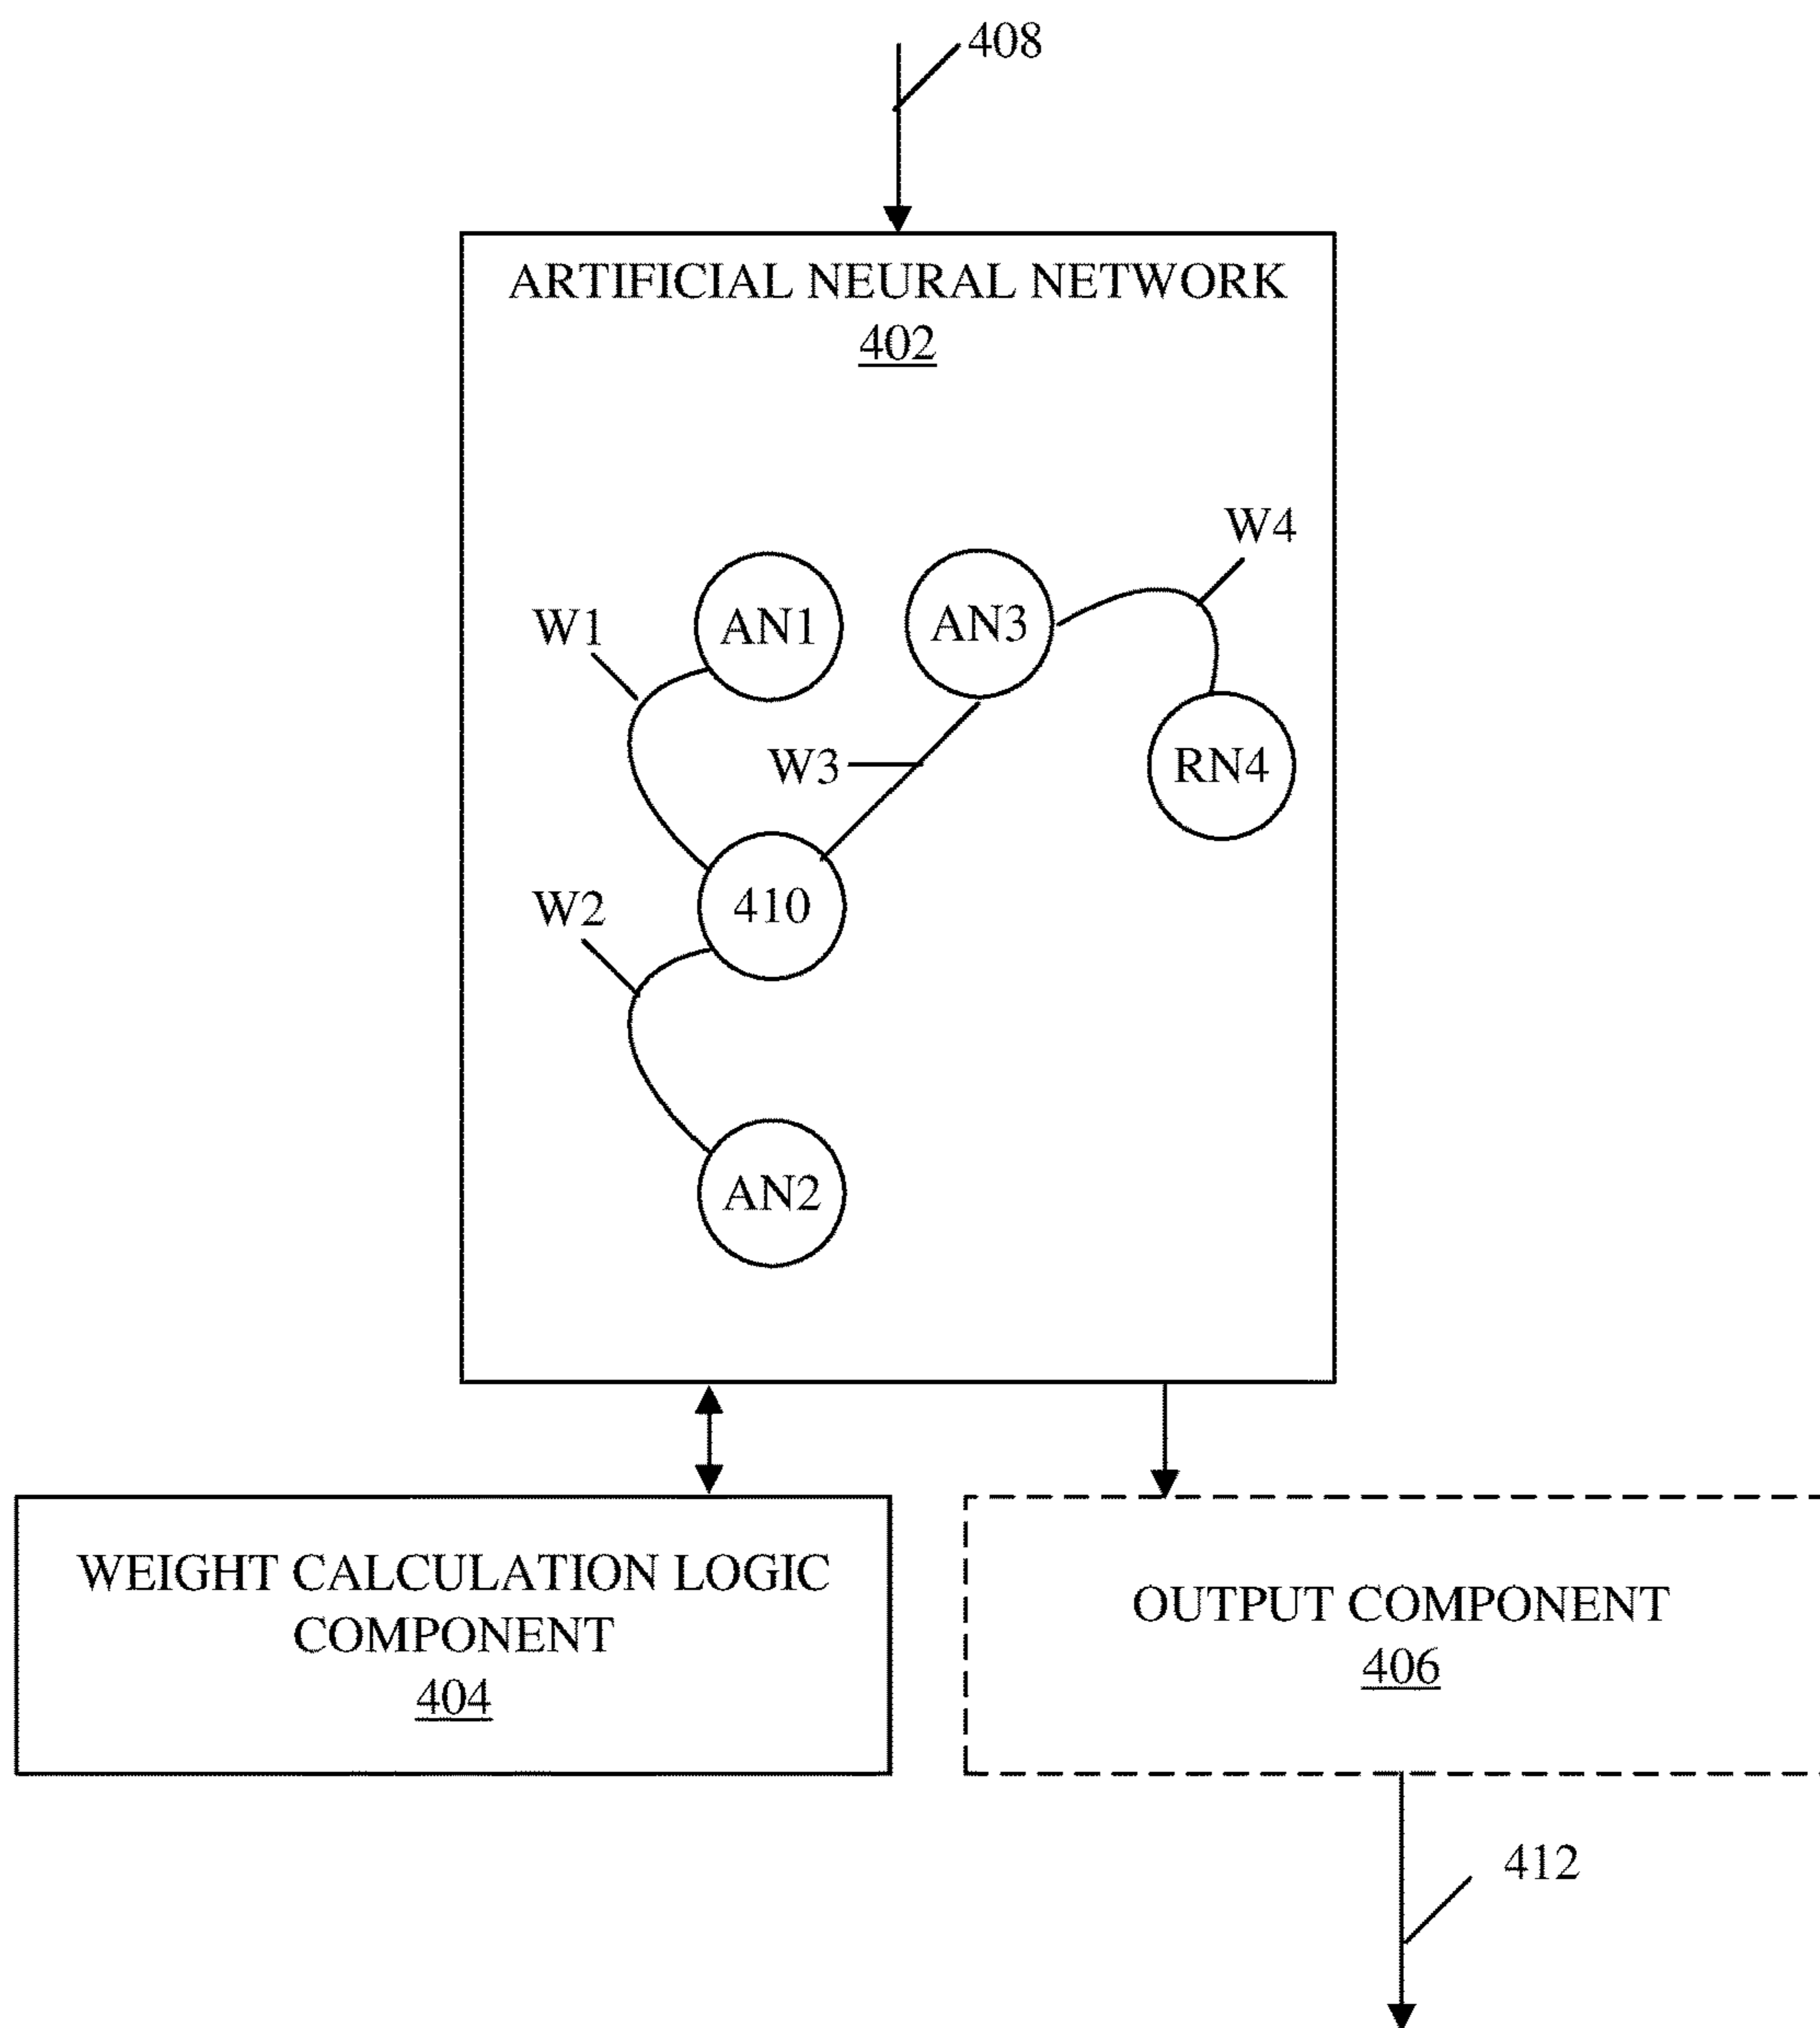 408
ARTIFICIAL NEURAL NETWORK
402
W4
W1
AN1
AN3
W3
RN4
W2
410
AN2
WEIGHT CALCULATION LOGIC
COMPONENT
404
OUTPUT COMPONENT
406
412